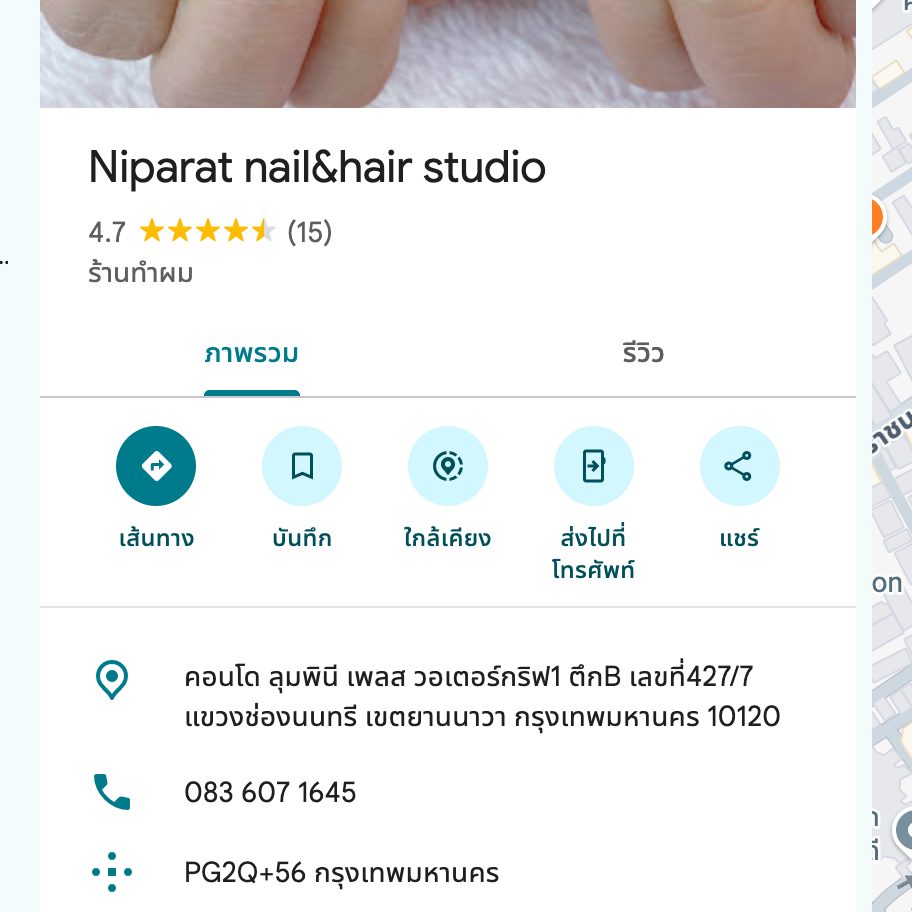 Niparat nail&hair studio
4.7 (15)
ร้านทำผม
ภาพรวม รีวิว
เส้นทาง บันทึก ใกล้เคียง ส่งไปที่ แชร์
โทรศัพท์
คอนโด ลุมพินี เพลส วอเตอร์กริฟ1 ตึกB เลขที่427/7
แขวงช่องนนทรี เขตยานนาวา กรุงเทพมหานคร 10120
083 607 1645
PG2Q+56 กรุงเทพมหานคร
on